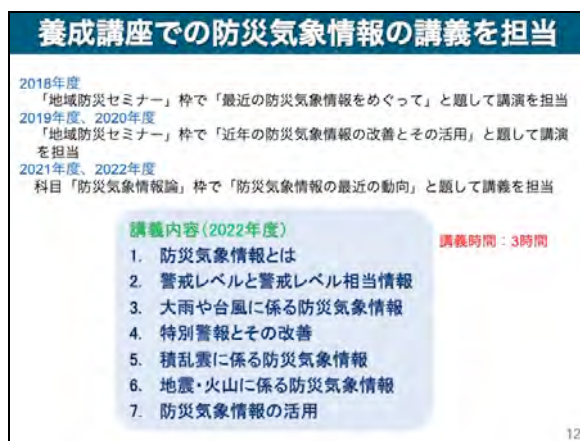 養成講座での防災気象情報の講義を担当
2018年度
「地域防災セミナー」枠で「最近の防災気象情報をめぐって」と題して講演を担当
2019年度、2020年度
「地域防災セミナー」枠で「近年の防災気象情報の改善とその活用」と題して講演
を担当
2021年度、2022年度
科目「防災気象情報論」枠で「防災気象情報の最近の動向」と題して講義を担当
講義内容(2022年度)
1. 防災気象情報とは
2. 警戒レベルと警戒レベル相当情報
3. 大雨や台風に係る防災気象情報
4. 特別警報とその改善
5. 積乱雲に係る防災気象情報
6. 地震・火山に係る防災気象情報
7. 防災気象情報の活用
講義時間：3時間
12